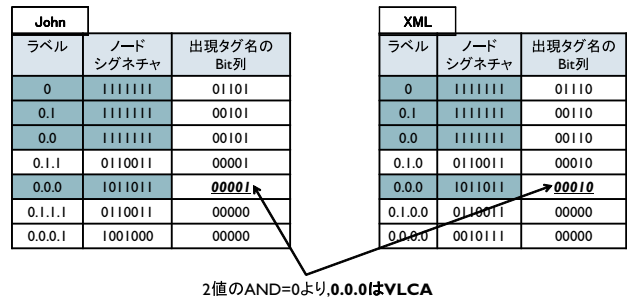 John
ラベル ノード シグネチャ 出現タグ名の Bit列
0 1111111 01101
0.1 1111111 00101
0.0 1111111 00101
0.1.1 0110011 00001
0.0.0 1011011 00001
0.1.1.1 0110011 00000
0.0.0.1 1001000 00000
XML
ラベル ノード シグネチャ 出現タグ名の Bit列
0 1111111 01110
0.1 1111111 00110
0.0 1111111 00110
0.1.0 0110011 00010
0.0.0 1011011 00010
0.1.0.0 0110011 00000
0.0.0.0 0010111 00000
2値のAND=0より,0.0.0はVLCA